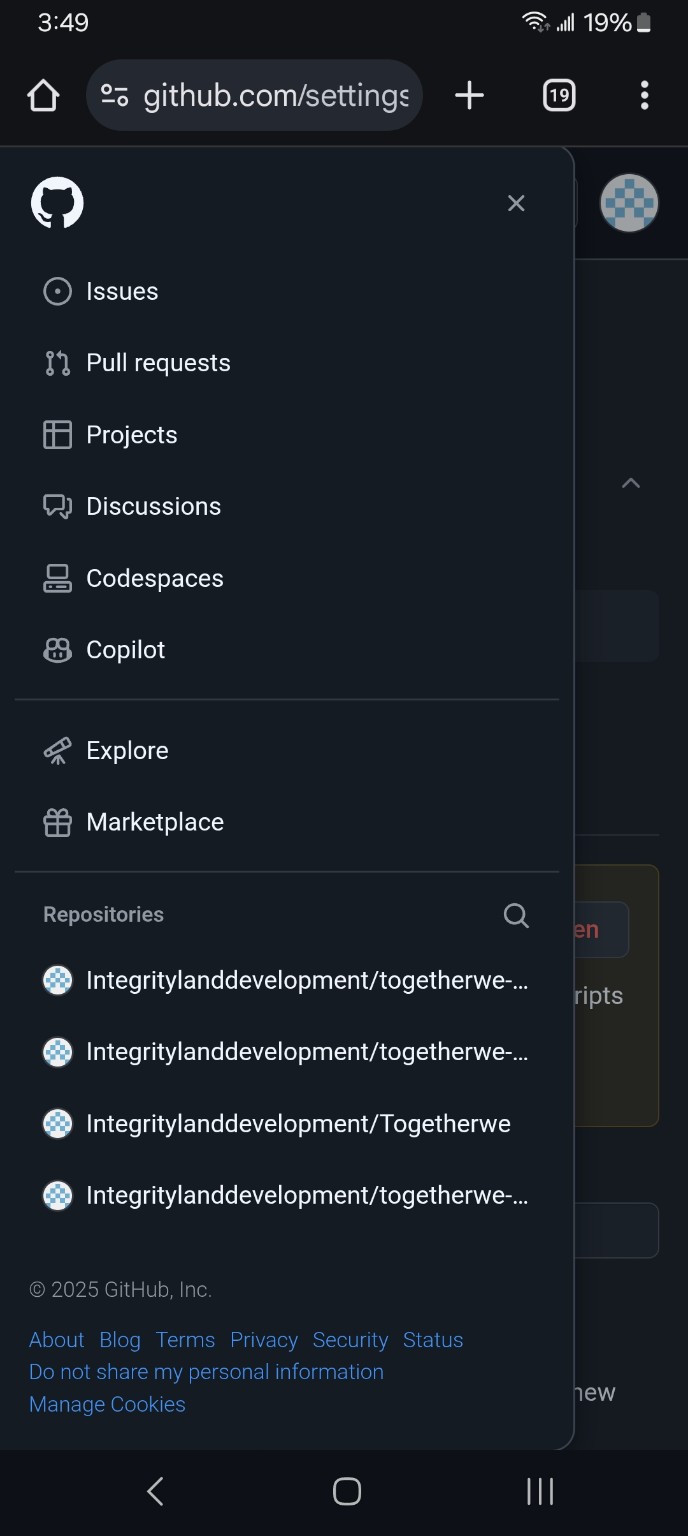 3:49
19%
github.com/settings
19
Issues
Pull requests
Projects
Discussions
Codespaces
Copilot
Explore
Marketplace
Repositories
Integritylanddevelopment/togetherwe-...
en
ripts
Integritylanddevelopment/togetherwe-...
Integritylanddevelopment/Togetherwe
Integritylanddevelopment/togetherwe-...
© 2025 GitHub, Inc.
About Blog Terms Privacy Security Status
Do not share my personal information
new
Manage Cookies